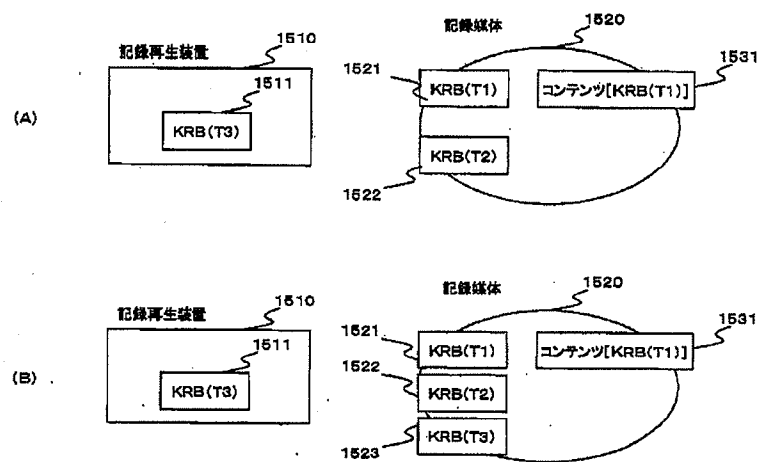 記録再生装置
1510
1511
KRB(T3)
(A)
記録媒体
1520
1521
KRB(T1)
コンテンツ[KRB(T1)]
1531
KRB(T2)
1522
記録再生装置
1510
1511
KRB(T3)
(B)
記録媒体
1520
1521
KRB(T1)
コンテンツ[KRB(T1)]
1531
1522
KRB(T2)
KRB(T3)
1523